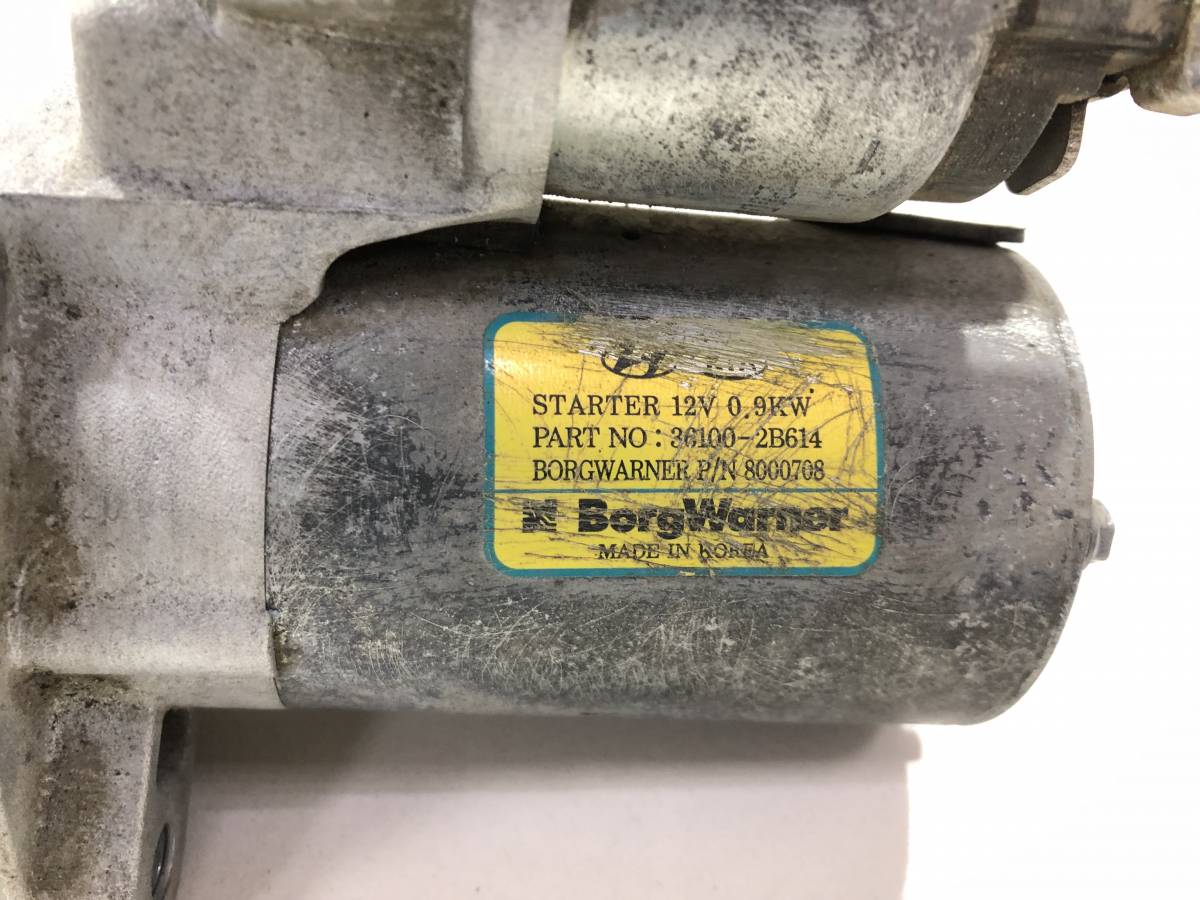 STARTER 12V 0.9KW
PART NO : 36100-2B614
BORGWARNER P/N 8000708
BorgWarner
MADE IN KOREA